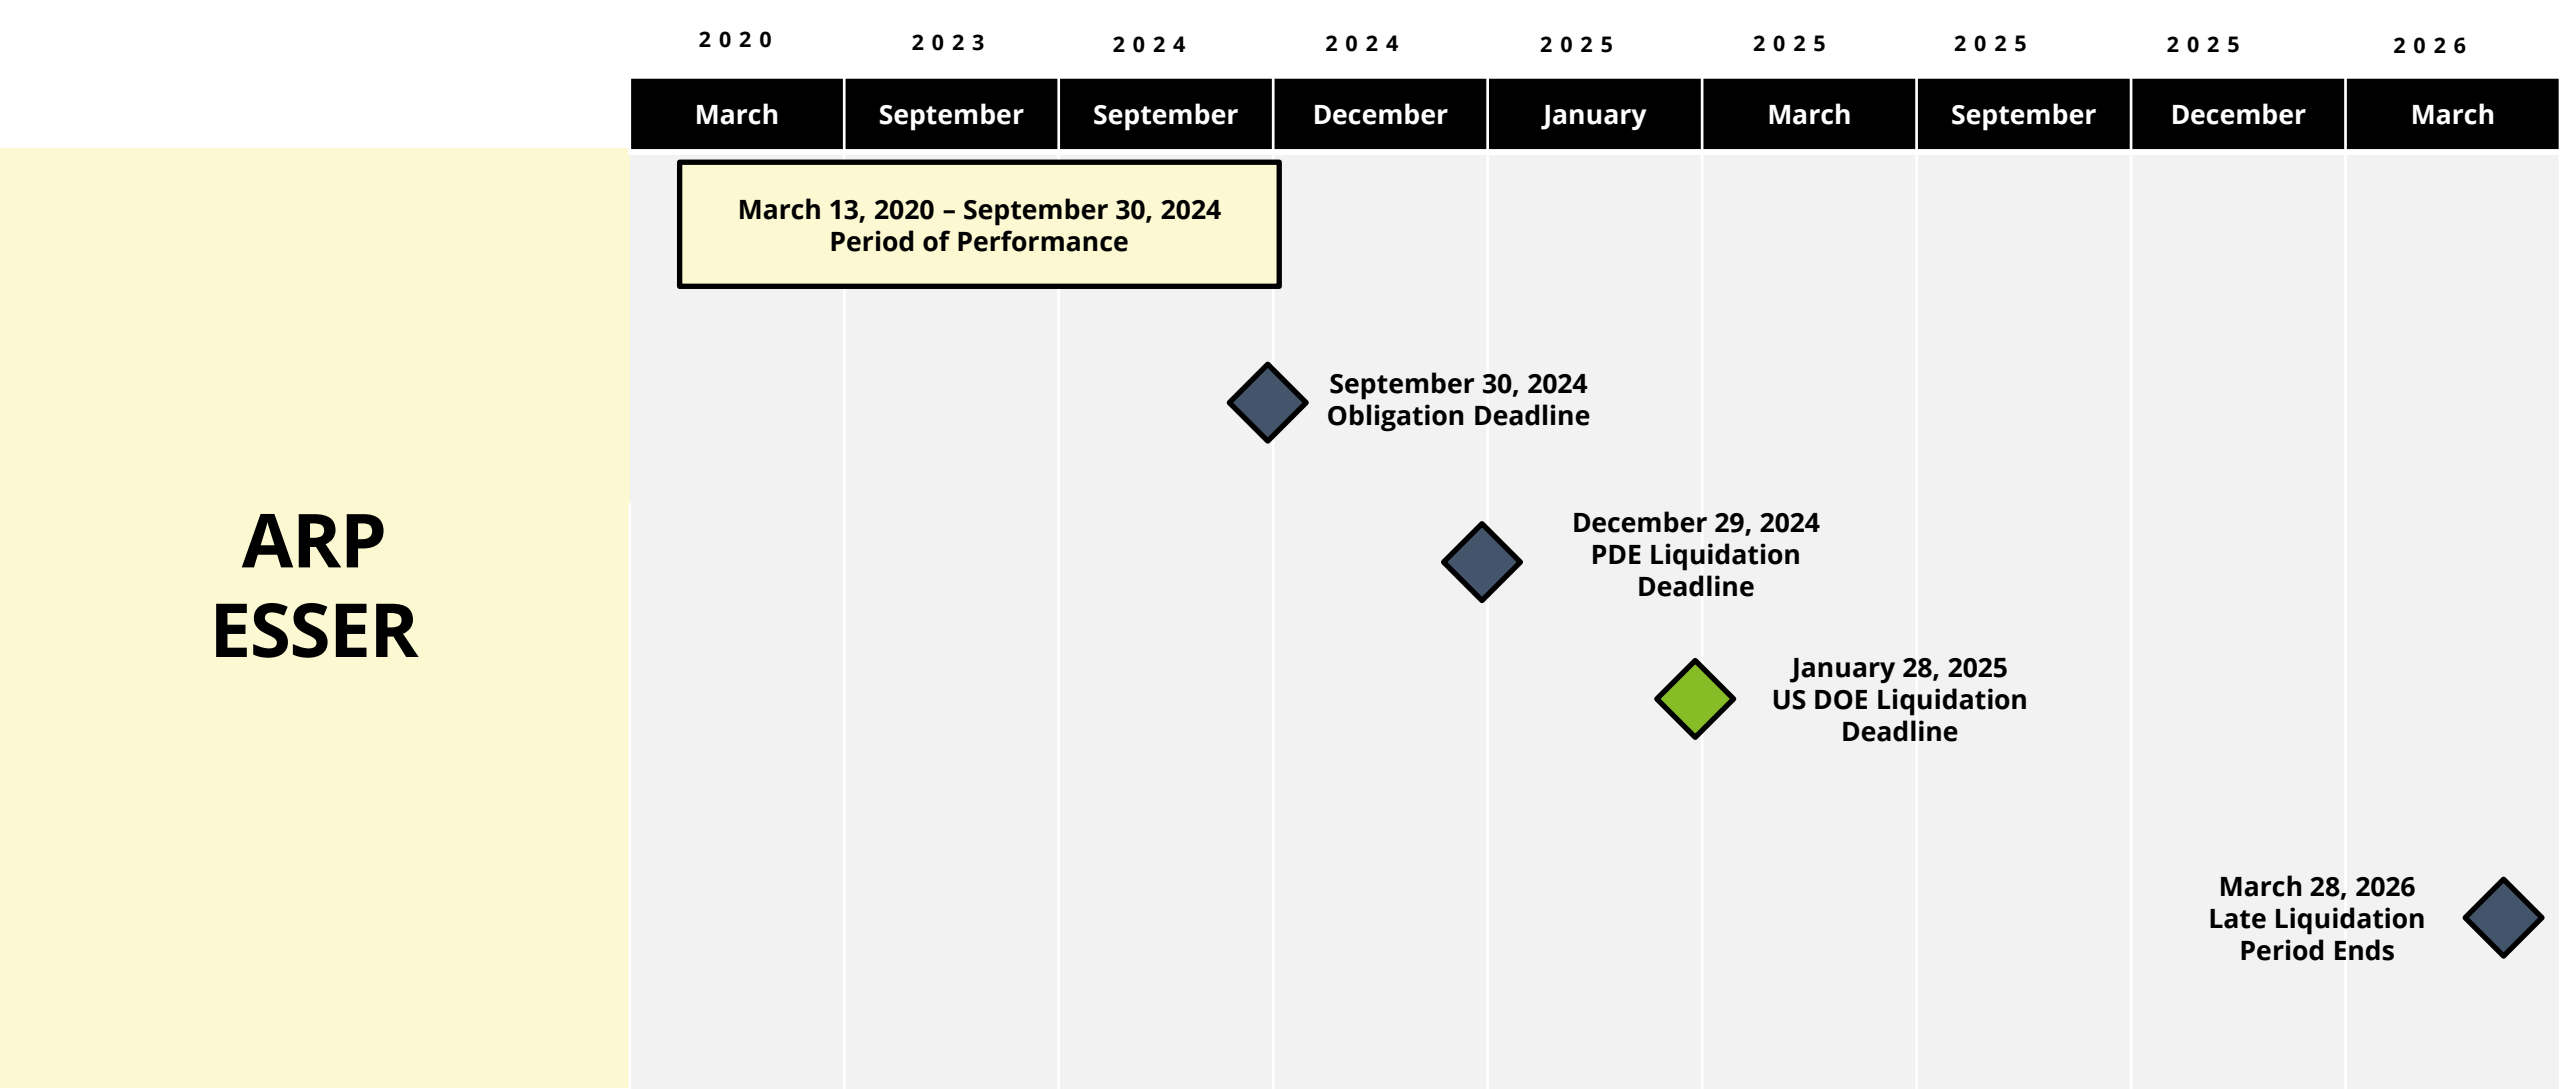 2020 2023 2024 2024 2025 2025 2025 2025 2026
March September September December January March September December March
March 13, 2020 – September 30, 2024
Period of Performance
September 30, 2024
Obligation Deadline
ARP
ESSER
December 29, 2024
PDE Liquidation
Deadline
January 28, 2025
US DOE Liquidation
Deadline
March 28, 2026
Late Liquidation
Period Ends